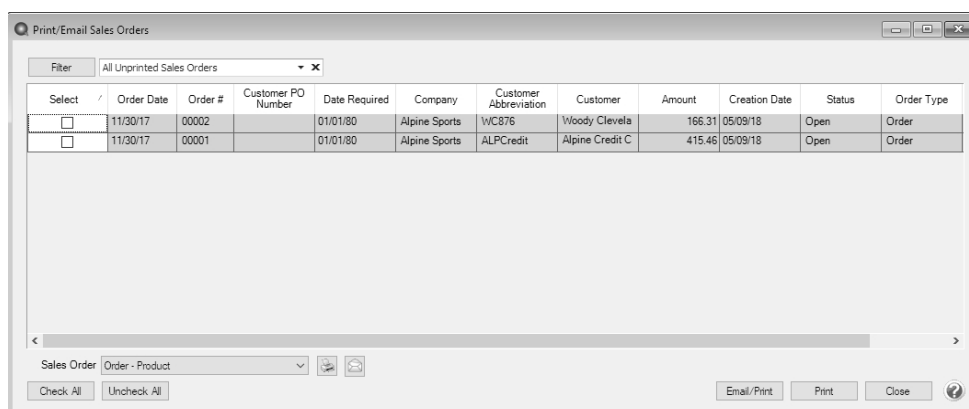 Print/Email Sales Orders
Filter All Unprinted Sales Orders
Select Order Date Order # Customer PO Number Date Required Company Customer Abbreviation Customer Amount Creation Date Status Order Type
11/30/17 00002 01/01/80 Alpine Sports WC876 Woody Clevela 166.31 05/09/18 Open Order
11/30/17 00001 01/01/80 Alpine Sports ALPCredit Alpine Credit C 415.46 05/09/18 Open Order
Sales Order Order - Product
Check All Uncheck All Email/Print Print Close ?